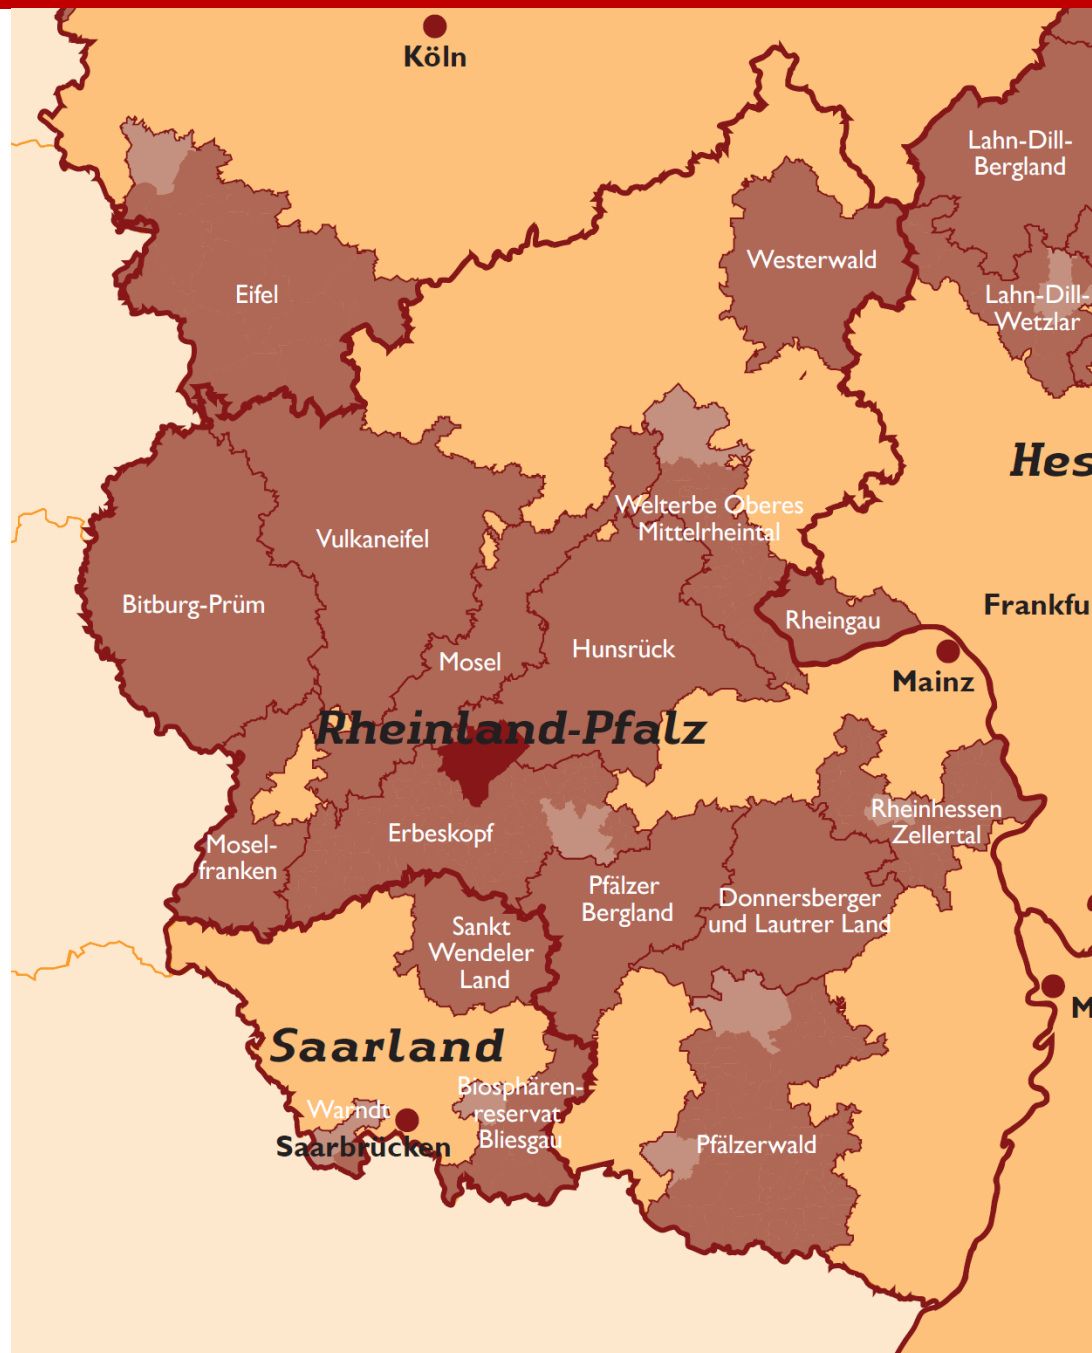 Köln
Lahn-Dill-
Bergland
Westerwald
Eifel
Lahn-Dill-
Wetzlar
Hes
Welterbe Oberes
Mittelrheintal
Vulkaneifel
Bitburg-Prüm
Frankfu
Rheingau
Hunsrück
Mosel
Mainz
Rheinland-Pfalz
Rheinhessen
Zellertal
Erbeskopf
Mosel-
franken
Pfälzer
Bergland
Donnersberger
und Lautrer Land
Sankt
Wendeler
Land
M
Saarland
Biosphären-
reservat
Bliesgau
Warndt
Saarbrücken
Pfälzerwald